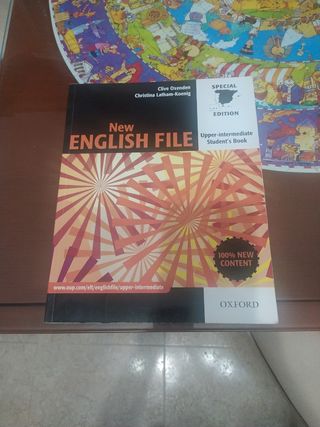 Clive Oxenden
Christina Latham-Koenig
SPECIAL
EDITION
New
ENGLISH FILE
Upper-intermediate
Student's Book
100% NEW
CONTENT
www.oup.com/elt/englishfile/upper-intermediate
OXFORD